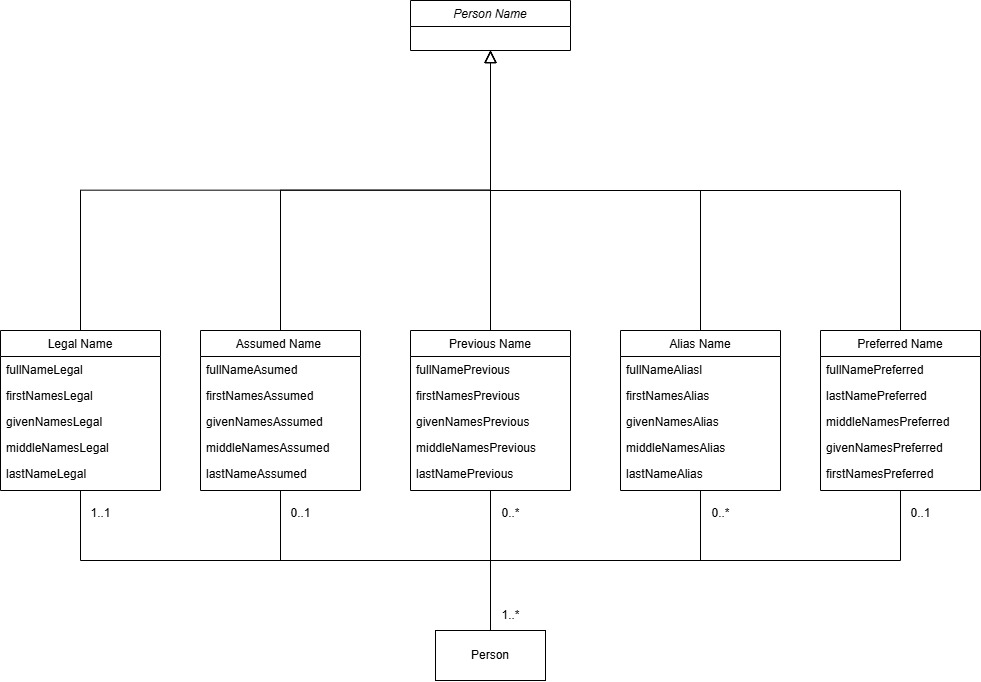 Person Name
Legal Name
fullNameLegal
firstNamesLegal
givenNamesLegal
middleNamesLegal
lastNameLegal
Assumed Name
fullNameAsumed
firstNamesAssumed
givenNamesAssumed
middleNamesAssumed
lastNameAssumed
Previous Name
fullNamePrevious
firstNamesPrevious
givenNamesPrevious
middleNamesPrevious
lastNamePrevious
Alias Name
fullNameAliasl
firstNamesAlias
givenNamesAlias
middleNamesAlias
lastNameAlias
Preferred Name
fullNamePreferred
lastNamePreferred
middleNamesPreferred
givenNamesPreferred
firstNamesPreferred
1..1
0..1
0..*
0..*
0..1
1..*
Person